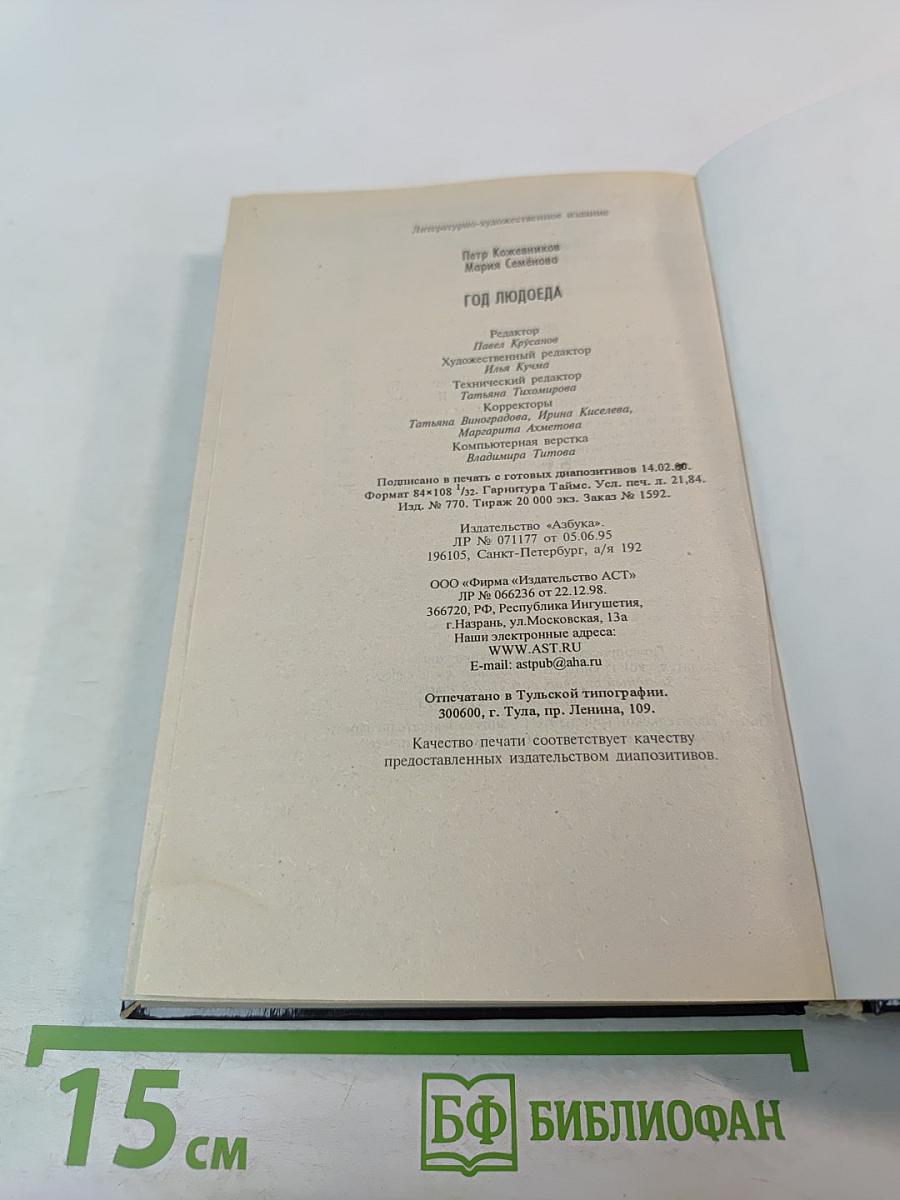 Литературно-художественное издание
Петр Кожевников
Мария Семёнова
ГОД ЛЮДОЕДА
Редактор
Павел Крусанов
Художественный редактор
Илья Кучма
Технический редактор
Татьяна Тихомирова
Корректоры
Татьяна Виноградова, Ирина Киселева,
Маргарита Ахметова
Компьютерная верстка
Владимира Титова
Подписано в печать с готовых диапозитивов 14.02.00.
Формат 84×108 1/32. Гарнитура Таймс. Усл. печ. л. 21,84.
Изд. № 770. Тираж 20 000 экз. Заказ № 1592.
Издательство «Азбука».
ЛР № 071177 от 05.06.95
196105, Санкт-Петербург, а/я 192
ООО «Фирма «Издательство АСТ»
ЛР № 066236 от 22.12.98.
366720, РФ, Республика Ингушетия,
г.Назрань, ул.Московская, 13а
Наши электронные адреса:
WWW.AST.RU
E-mail: astpub@aha.ru
Отпечатано в Тульской типографии.
300600, г. Тула, пр. Ленина, 109.
Качество печати соответствует качеству
предоставленных издательством диапозитивов.
15 см
БФ БИБЛИОФАН